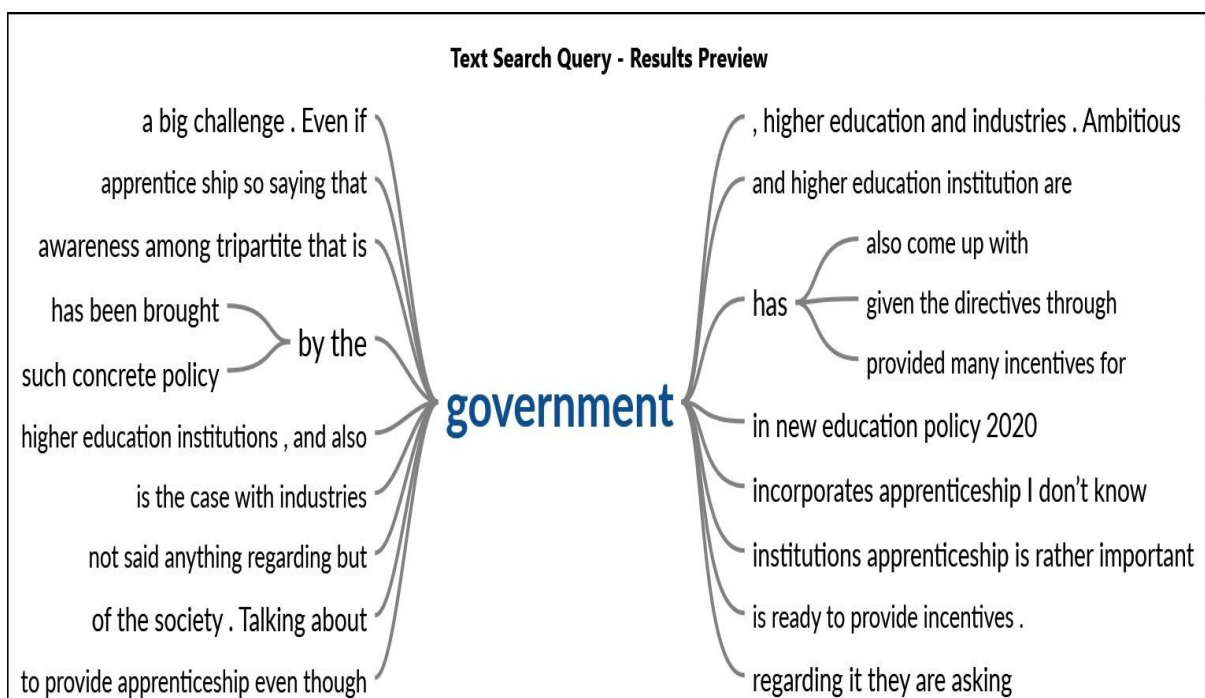 Text Search Query - Results Preview
a big challenge . Even if
apprentice ship so saying that
awareness among tripartite that is
has been brought
such concrete policy
by the
higher education institutions , and also
is the case with industries
not said anything regarding but
of the society . Talking about
to provide apprenticeship even though
government
, higher education and industries . Ambitious
and higher education institution are
has
also come up with
given the directives through
provided many incentives for
in new education policy 2020
incorporates apprenticeship I don’t know
institutions apprenticeship is rather important
is ready to provide incentives .
regarding it they are asking